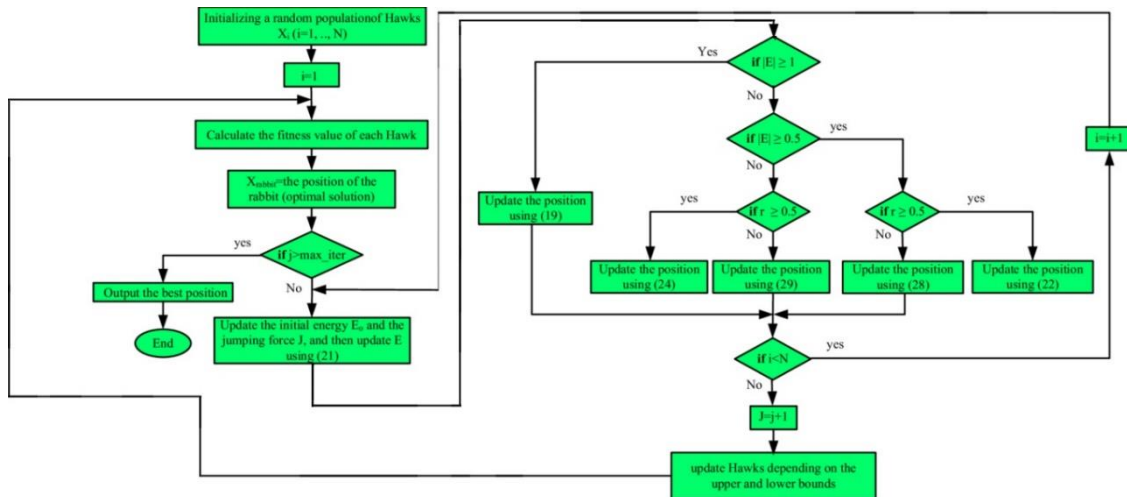 Initializing a random populationof Hawks
Xi (i=1, .., N)
i=1
Calculate the fitness value of each Hawk
Xrabbit=the position of the
rabbit (optimal solution)
if j>max_iter
yes
No
Output the best position
End
Update the initial energy E0 and the
jumping force J, and then update E
using (21)
if |E| ≥ 1
Yes
No
if |E| ≥ 0.5
yes
No
Update the position
using (19)
if r ≥ 0.5
yes
No
if r ≥ 0.5
yes
No
Update the position
using (24)
Update the position
using (29)
Update the position
using (28)
Update the position
using (22)
if i<N
yes
No
i=i+1
J=j+1
update Hawks depending on the
upper and lower bounds